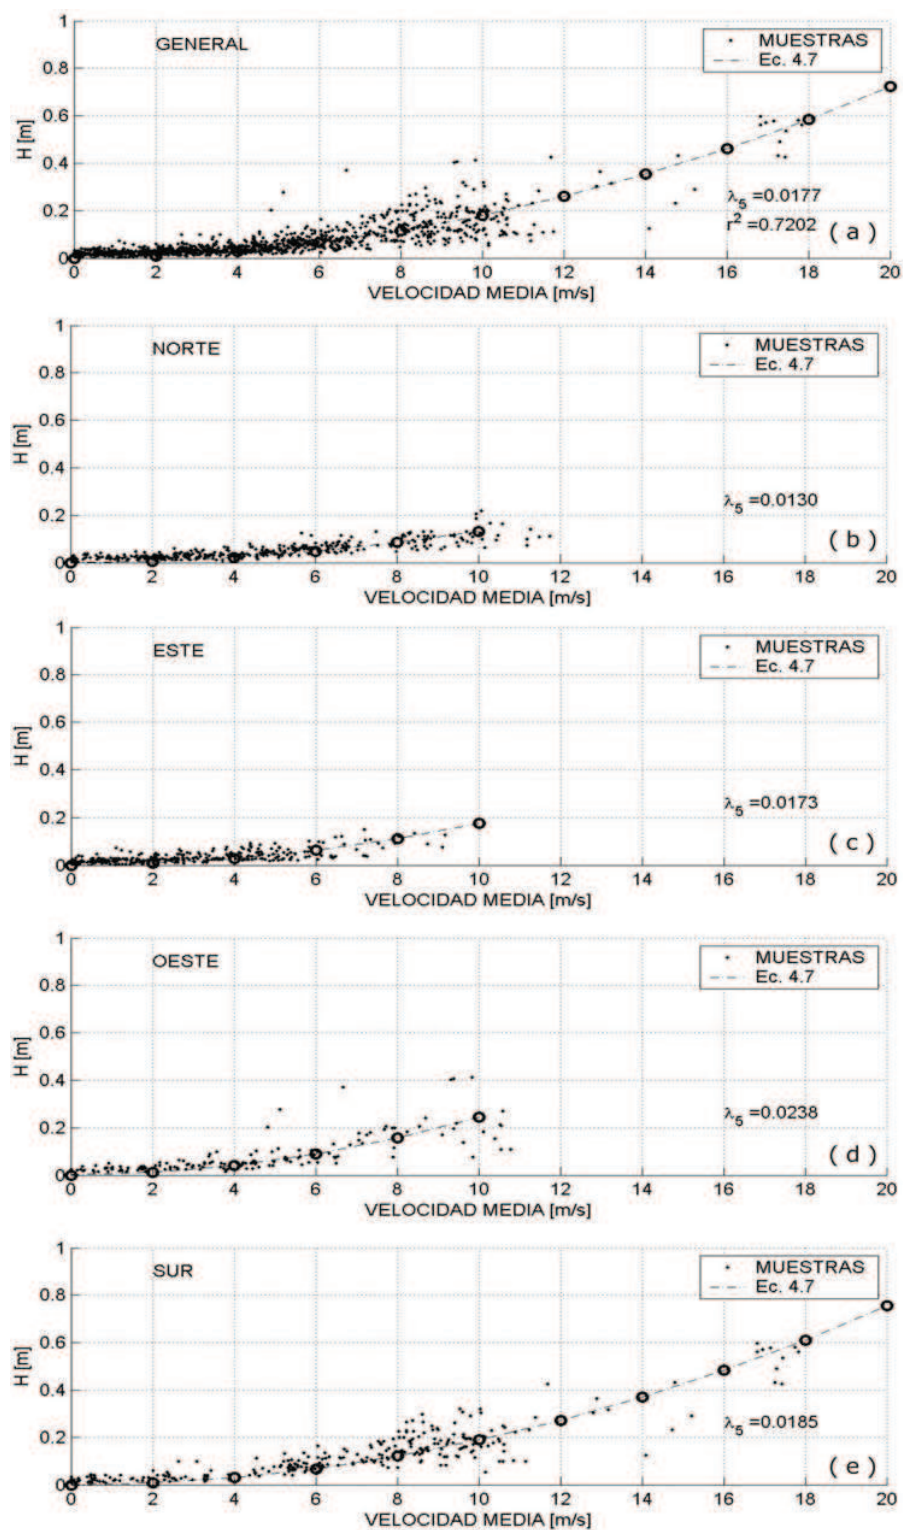 GENERAL
MUESTRAS
Ec. 4.7
1
0.8
0.6
0.4
0.2
0
H [m]
λ5 =0.0177
r² =0.7202
( a )
0 2 4 6 8 10 12 14 16 18 20
VELOCIDAD MEDIA [m/s]
NORTE
MUESTRAS
Ec. 4.7
1
0.8
0.6
0.4
0.2
0
H [m]
λ5 =0.0130
( b )
0 2 4 6 8 10 12 14 16 18 20
VELOCIDAD MEDIA [m/s]
ESTE
MUESTRAS
Ec. 4.7
1
0.8
0.6
0.4
0.2
0
H [m]
λ5 =0.0173
( c )
0 2 4 6 8 10 12 14 16 18 20
VELOCIDAD MEDIA [m/s]
OESTE
MUESTRAS
Ec. 4.7
1
0.8
0.6
0.4
0.2
0
H [m]
λ5 =0.0238
( d )
0 2 4 6 8 10 12 14 16 18 20
VELOCIDAD MEDIA [m/s]
SUR
MUESTRAS
Ec. 4.7
1
0.8
0.6
0.4
0.2
0
H [m]
λ5 =0.0185
( e )
0 2 4 6 8 10 12 14 16 18 20
VELOCIDAD MEDIA [m/s]